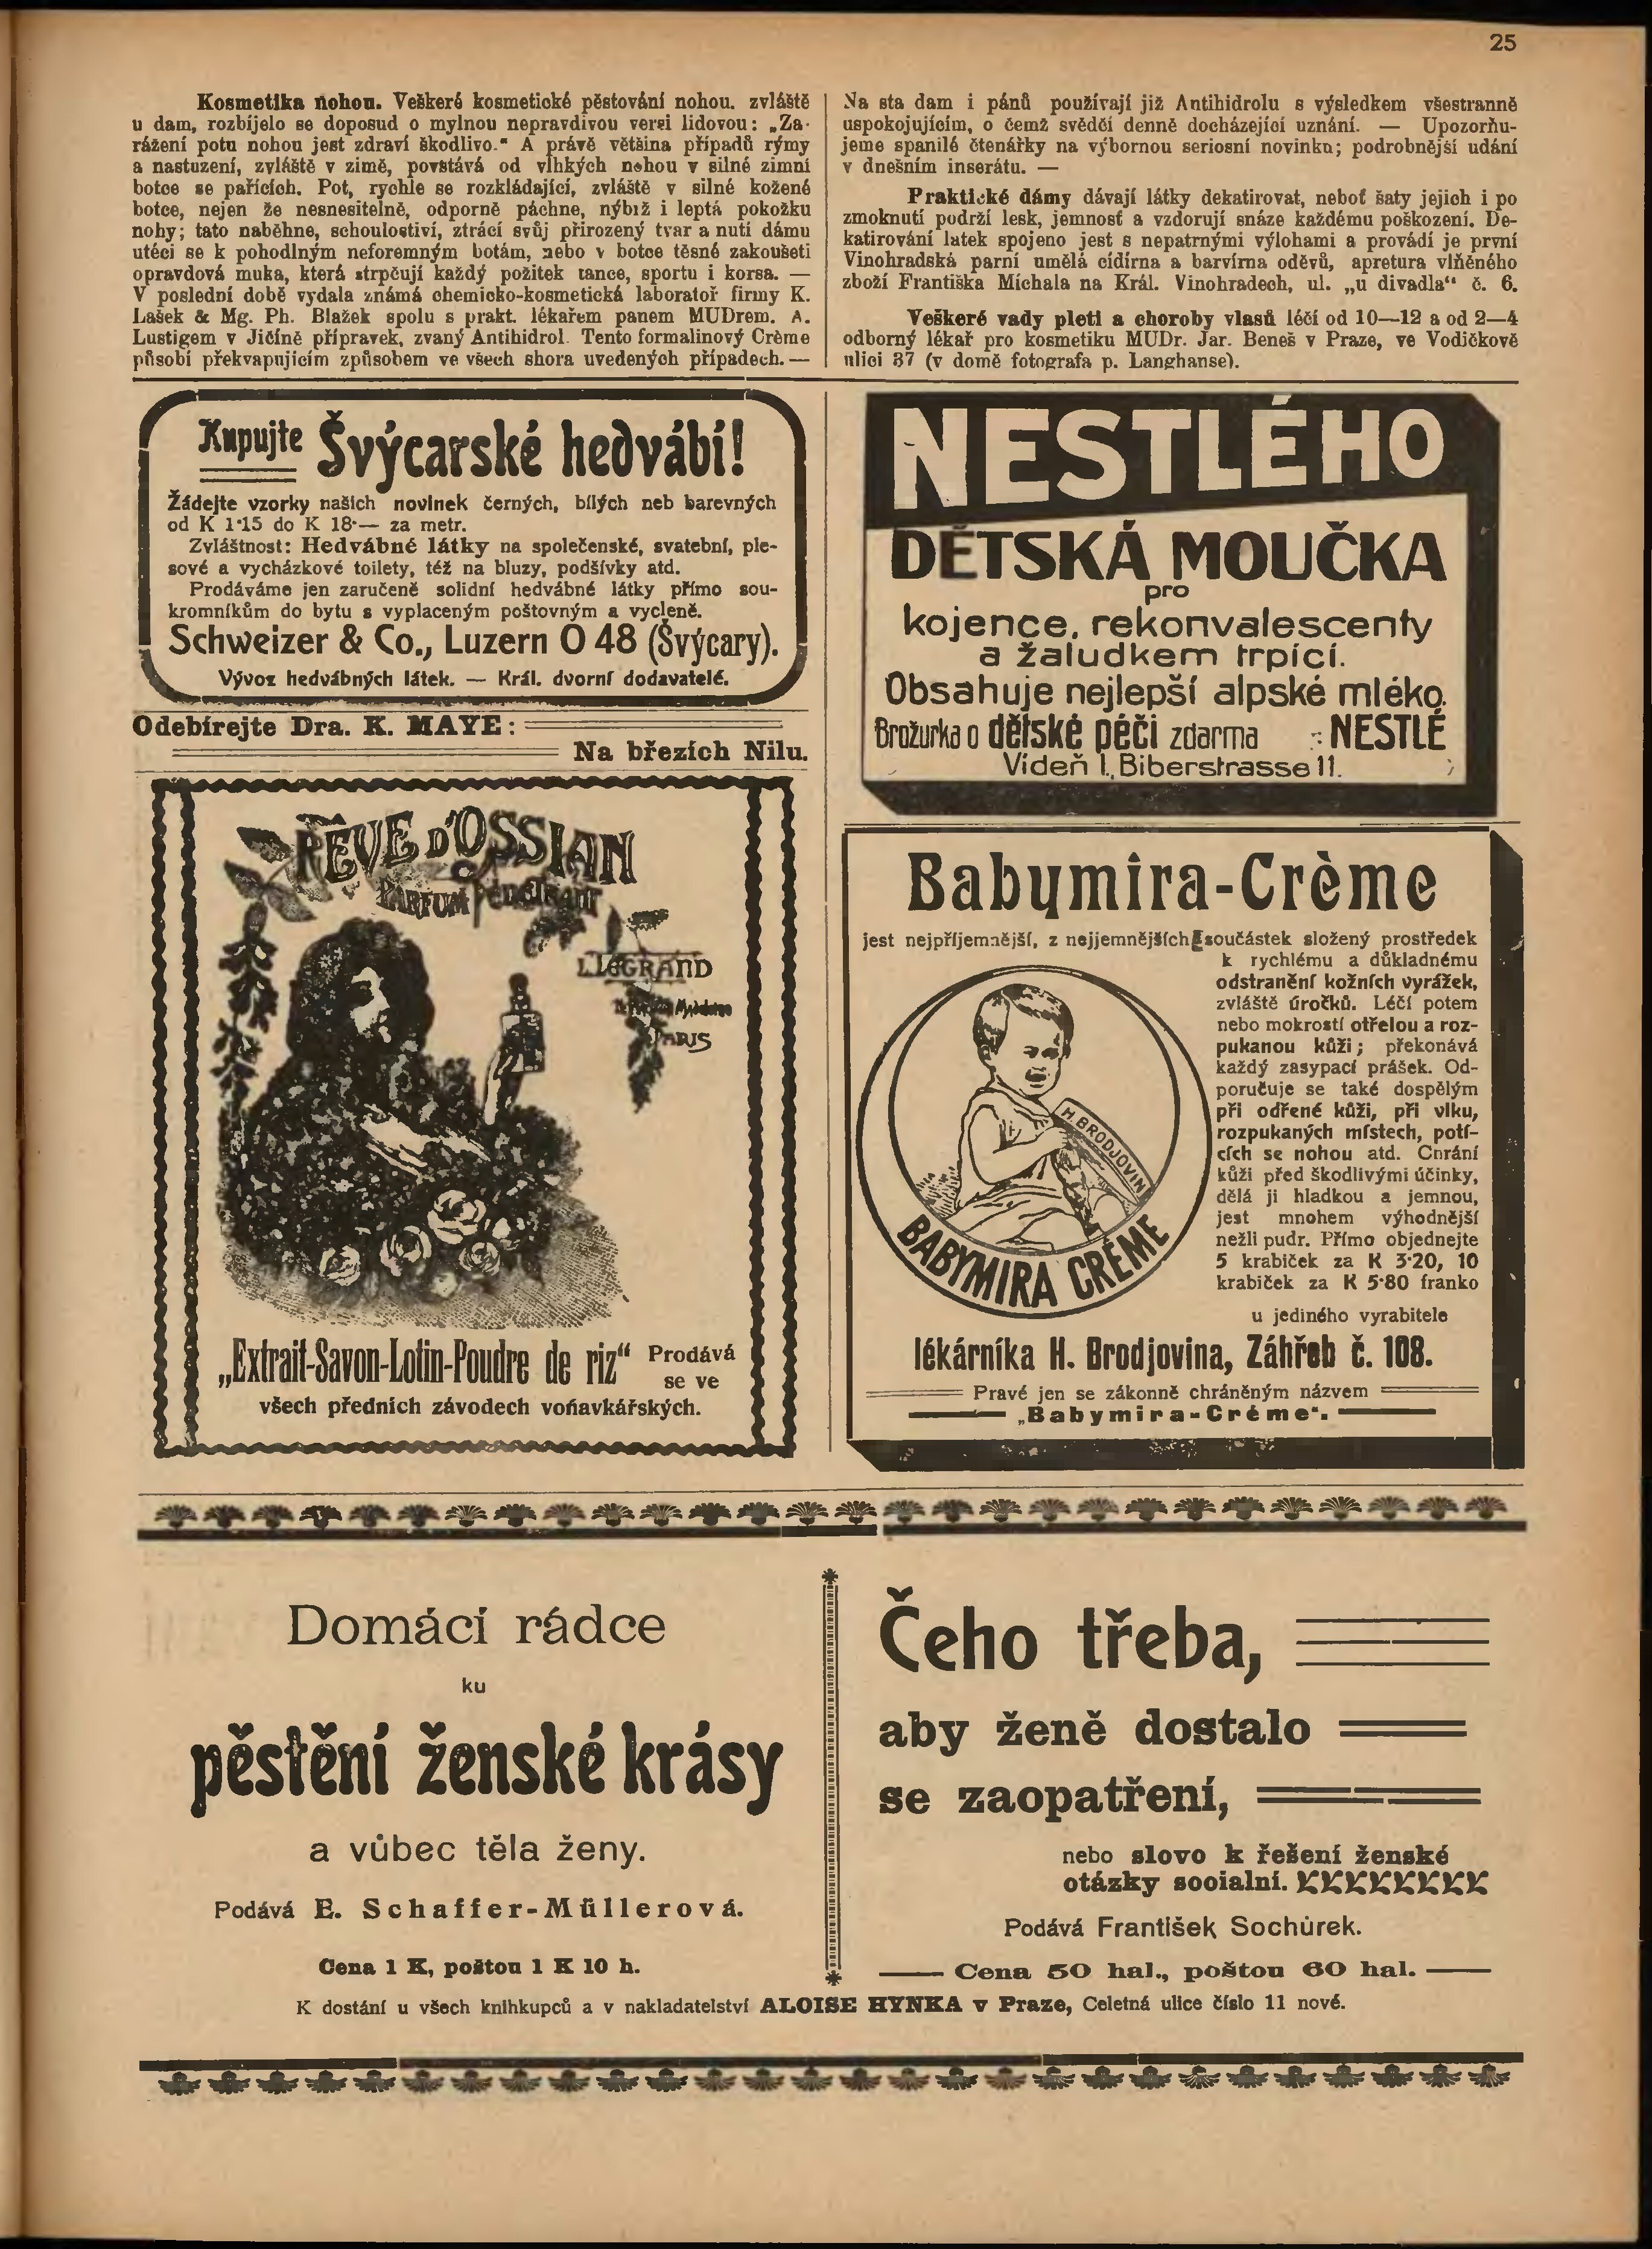 25
Kosmetika nohou. Veškeré kosmetické pěstování nohou. zvláště
u dam, rozbíjelo se doposud o mylnou nepravdivou versi lidovou: „Za-
rážení potu nohou jest zdraví škodlivo.“ A právě většina případů rýmy
a nastuzení, zvláště v zimě, povstává od vlhkých nohou v silné zimní
botce se pařících. Pot, rychle se rozkládající, zvláště v silné kožené
botce, nejen že nesnesitelně, odporně páchne, nýbrž i leptá pokožku
nohy; tato naběhne, schoulostiví, ztrácí svůj přirozený tvar a nutí dámu
utéci se k pohodlným neforemným botám, nebo v botce těsné zakoušeti
opravdová muka, která strpčují každý požitek tance, sportu i korsa. —
V poslední době vydala známá chemicko-kosmetická laboratoř firmy K.
Lašek & Mg. Ph. Blažek spolu s prakt. lékařem panem MUDrem. A.
Lustigem v Jičíně přípravek, zvaný Antihidrol. Tento formalinový Crème
působí překvapujícím způsobem ve všech shora uvedených případech. —
Na sta dam i pánů používají již Antihidrolu s výsledkem všestranně
uspokojujícím, o čemž svědčí denně docházející uznání. — Upozorňu-
jeme spanilé čtenářky na výbornou seriosní novinku; podrobnější udání
v dnešním inserátu. —
Praktické dámy dávají látky dekatirovat, neboť šaty jejich i po
zmoknutí podrží lesk, jemnosť a vzdorují snáze každému poškození. De-
katirování latek spojeno jest s nepatrnými výlohami a provádí je první
Vinohradská parní umělá cídírna a barvírna oděvů, apretura vlněného
zboží Františka Míchala na Král. Vinohradech, ul. „u divadla“ č. 6.
Veškeré vady pleti a choroby vlasů léčí od 10—12 a od 2—4
odborný lékař pro kosmetiku MUDr. Jar. Beneš v Praze, ve Vodičkově
ulici 37 (v domě fotografa p. Langhanse).
Kupujte Švýcarské hedvábí!
Žádejte vzorky našich novinek černých, bílých neb barevných
od K 1·15 do K 18·— za metr.
Zvláštnost: Hedvábné látky na společenské, svatební, ple-
sové a vycházkové toilety, též na bluzy, podšívky atd.
Prodáváme jen zaručeně solidní hedvábné látky přímo sou-
kromníkům do bytu s vyplaceným poštovným a vycleně.
Schweizer & Co., Luzern O 48 (Švýcary).
Vývoz hedvábných látek. — Král. dvorní dodavatelé.
Odebírejte Dra. K. MAYE:
Na březích Nilu.
RÊVE D'OSSIAN
PARFUM PÉNÉTRANT
L. LEGRAND
PARIS
„Extrait-Savon-Lotin-Poudre de riz“ Prodává
se ve
všech předních závodech voňavkářských.
NESTLÉHO
DĚTSKÁ MOUČKA
pro
kojence, rekonvalescenty
a žaludkem trpící.
Obsahuje nejlepší alpské mléko.
Brožurka o dětské péči zdarma :-: NESTLÉ
Vídeň I., Biberstrasse 11.
Babymira-Crème
jest nejpříjemnější, z nejjemnějších součástek složený prostředek
k rychlému a důkladnému
odstranění kožních vyrážek,
zvláště úročků. Léčí potem
nebo mokrostí otřelou a roz-
pukanou kůži; překonává
každý zasypací prášek. Od-
poručuje se také dospělým
při odřené kůži, při vlku,
rozpukaných místech, potí-
cích se nohou atd. Chrání
kůži před škodlivými účinky,
dělá ji hladkou a jemnou,
jest mnohem výhodnější
nežli pudr. Přímo objednejte
5 krabiček za K 3·20, 10
krabiček za K 5·80 franko
H. BRODJOVIN
BABYMIRA CRÉME
u jediného vyrabitele
lékárníka H. Brodjovina, Záhřeb č. 108.
Pravé jen se zákonně chráněným názvem
„Babymira-Créme“.
Domácí rádce
ku
pěstění ženské krásy
a vůbec těla ženy.
Podává E. Schaffer-Müllerová.
Cena 1 K, poštou 1 K 10 h.
Čeho třeba,
aby ženě dostalo
se zaopatření,
nebo slovo k řešení ženské
otázky socialní.
Podává František Sochůrek.
Cena 50 hal., poštou 60 hal.
K dostání u všech knihkupců a v nakladatelství ALOISE HYNKA v Praze, Celetná ulice číslo 11 nové.